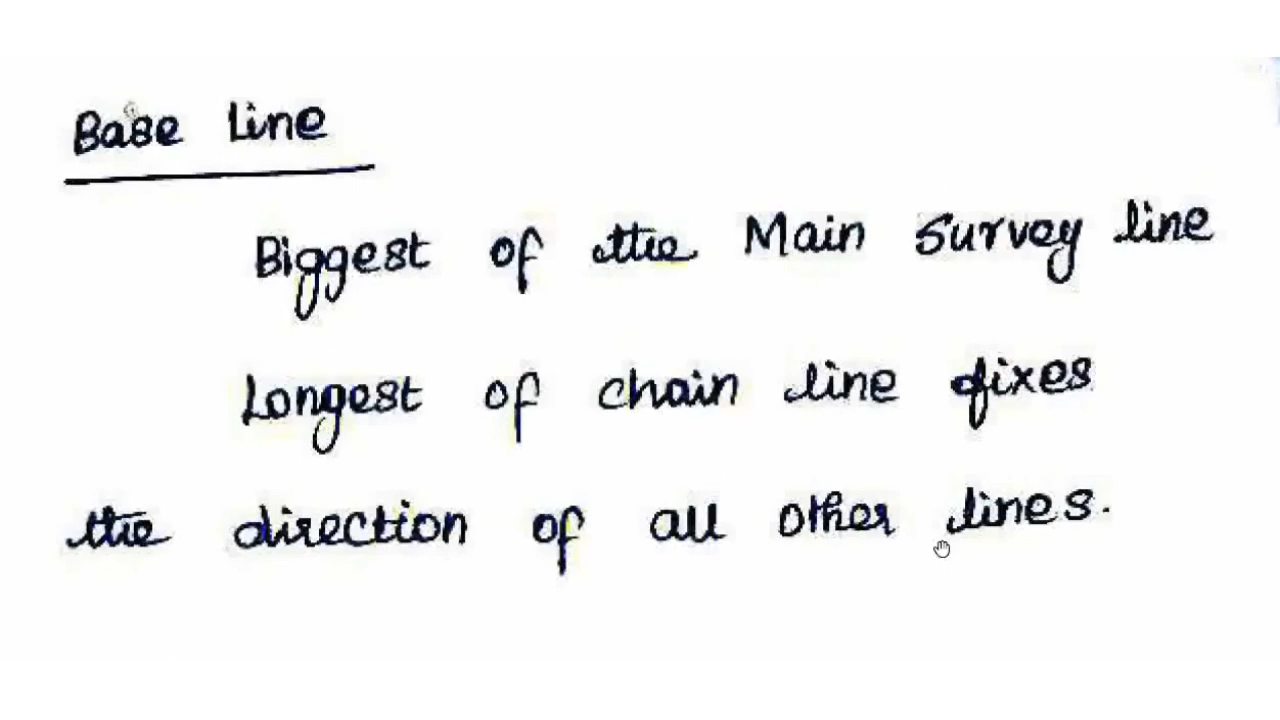 Base Line
Biggest of the Main Survey line
Longest of chain line fixes
the direction of all other lines.